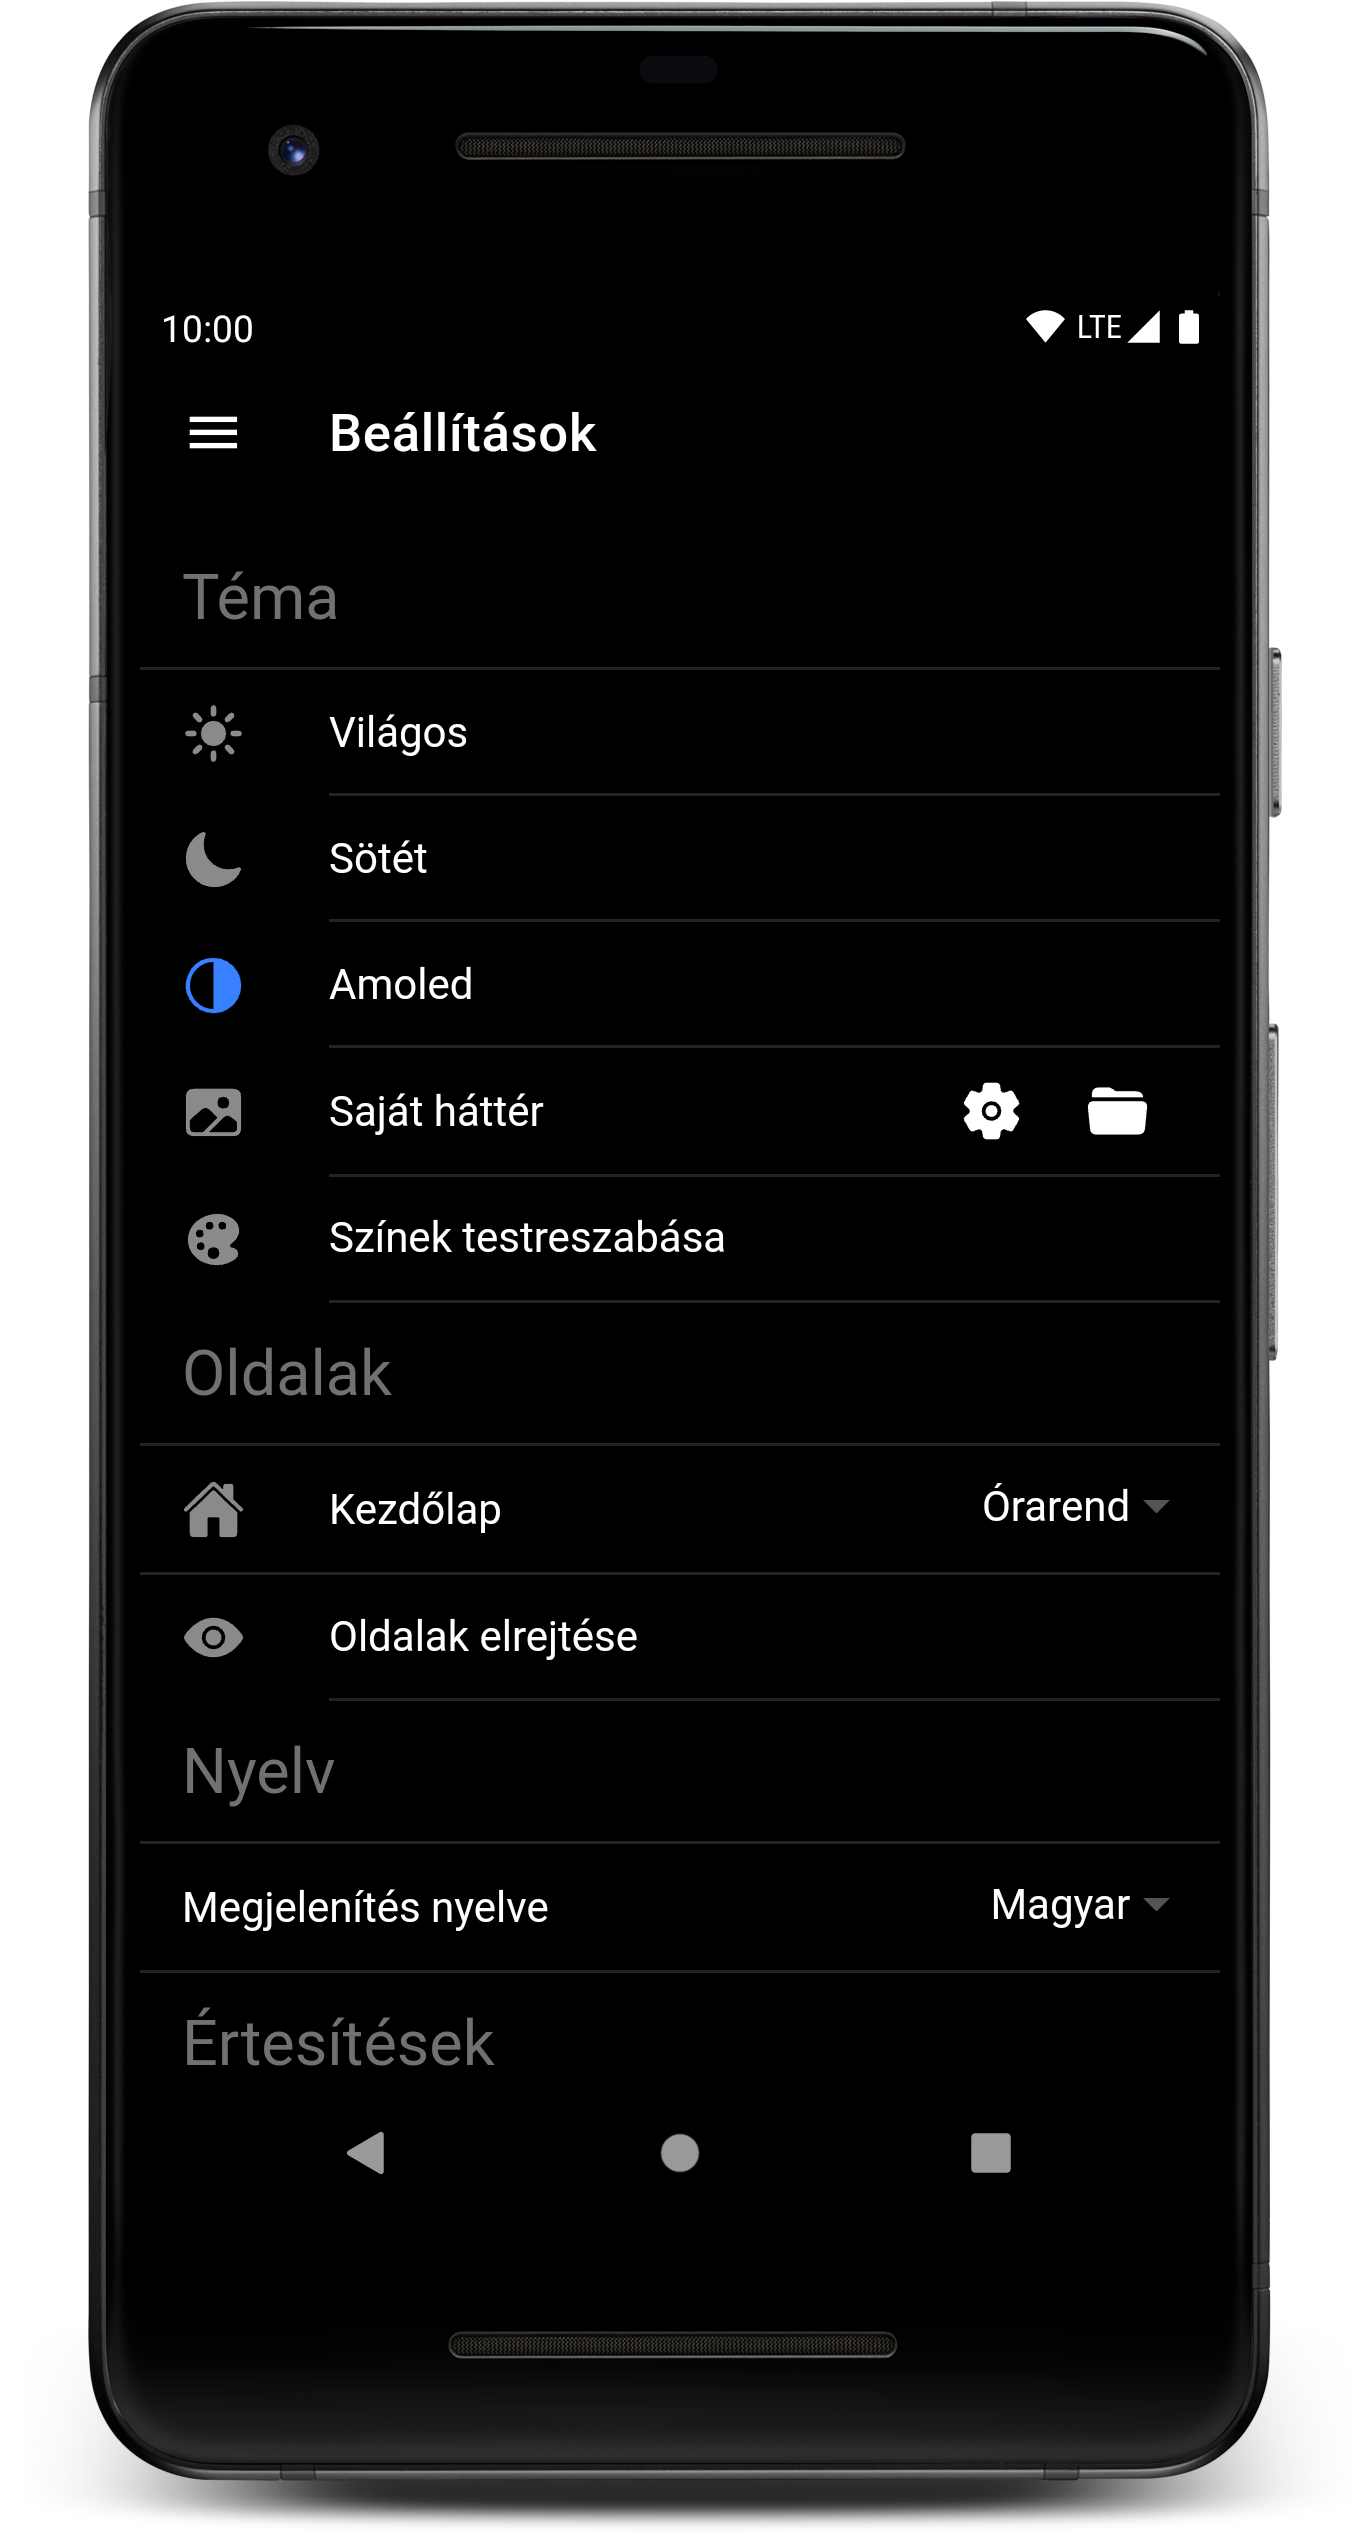 10:00 LTE
Beállítások
Téma
Világos
Sötét
Amoled
Saját háttér
Színek testreszabása
Oldalak
Kezdőlap Órarend
Oldalak elrejtése
Nyelv
Megjelenítés nyelve Magyar
Értesítések